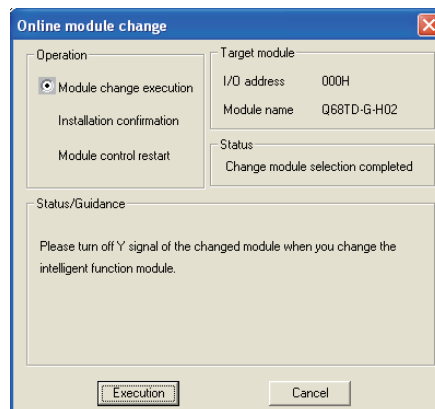 Online module change
Operation
Module change execution
Installation confirmation
Module control restart
Target module
I/O address 000H
Module name Q68TD-G-H02
Status
Change module selection completed
Status/Guidance
Please turn off Y signal of the changed module when you change the
intelligent function module.
Execution Cancel